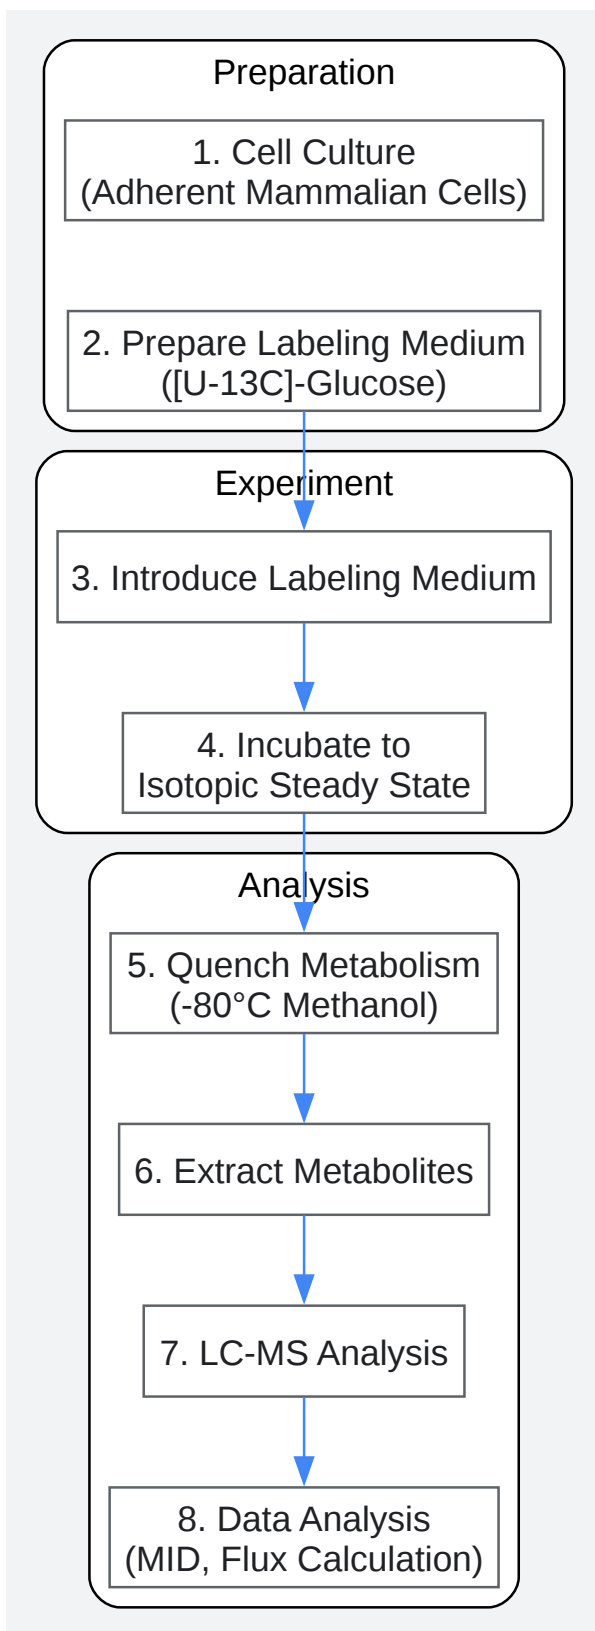 Preparation
1. Cell Culture
(Adherent Mammalian Cells)
2. Prepare Labeling Medium
([U-13C]-Glucose)
Experiment
3. Introduce Labeling Medium
4. Incubate to
Isotopic Steady State
Analysis
5. Quench Metabolism
(-80°C Methanol)
6. Extract Metabolites
7. LC-MS Analysis
8. Data Analysis
(MID, Flux Calculation)